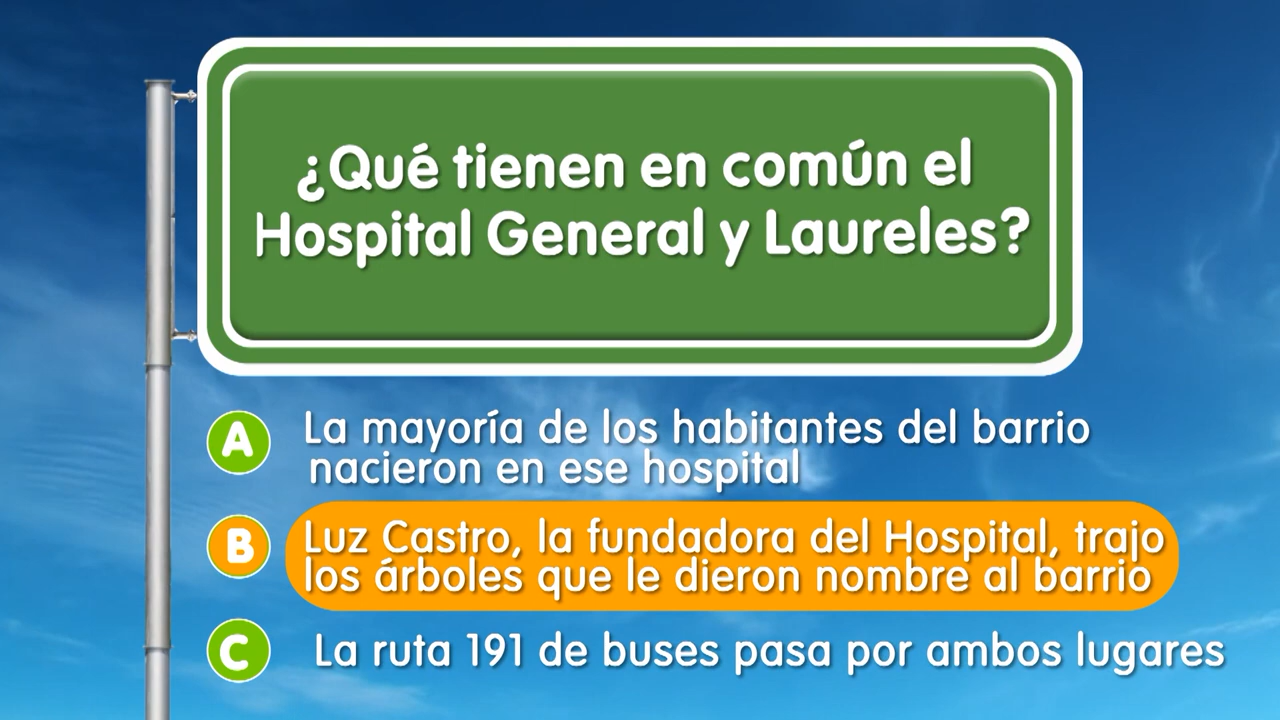 ¿Qué tienen en común el
Hospital General y Laureles?
A La mayoría de los habitantes del barrio
nacieron en ese hospital
B Luz Castro, la fundadora del Hospital, trajo
los árboles que le dieron nombre al barrio
C La ruta 191 de buses pasa por ambos lugares